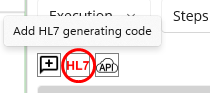 Execution
Steps
Add HL7 generating code
HL7
API